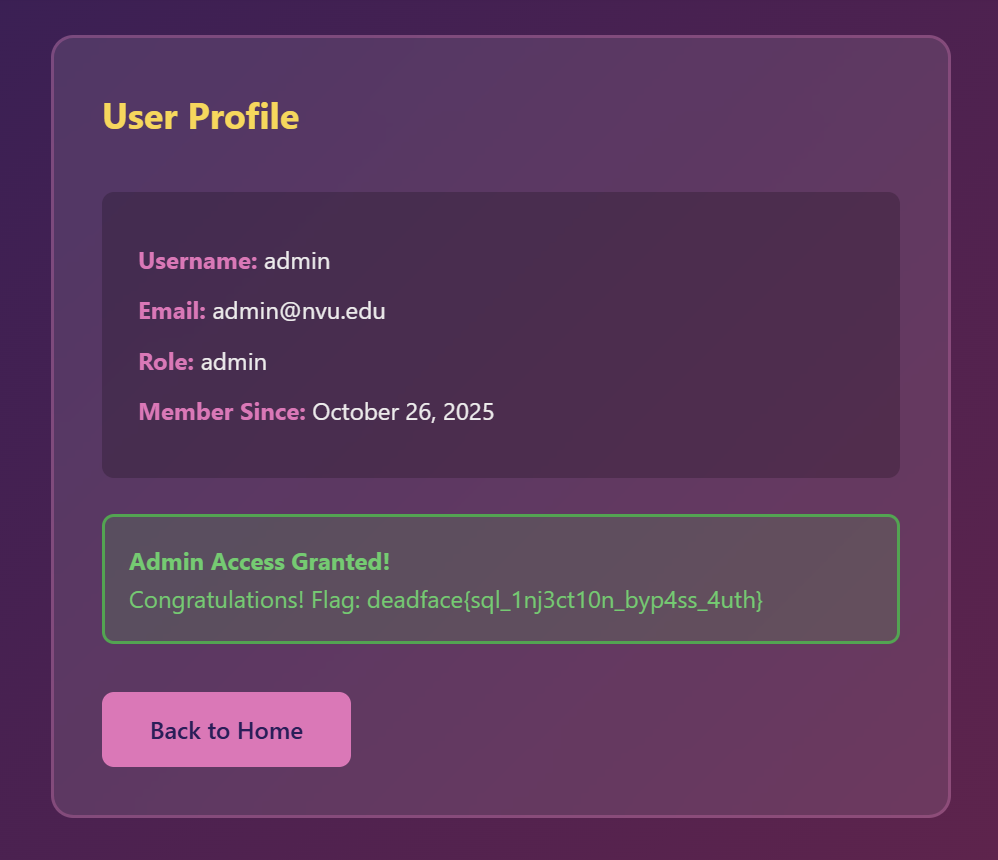 User Profile
Username: admin
Email: admin@nvu.edu
Role: admin
Member Since: October 26, 2025
Admin Access Granted!
Congratulations! Flag: deadface{sql_1nj3ct10n_byp4ss_4uth}
Back to Home